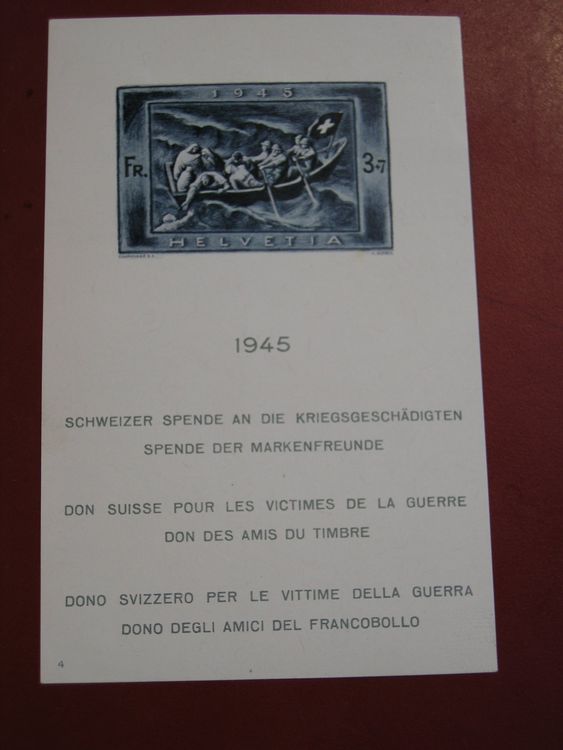 1945
FR. 3+7
HELVETIA
COURVOISIER S.A.
1945
SCHWEIZER SPENDE AN DIE KRIEGSGESCHÄDIGTEN
SPENDE DER MARKENFREUNDE
DON SUISSE POUR LES VICTIMES DE LA GUERRE
DON DES AMIS DU TIMBRE
DONO SVIZZERO PER LE VITTIME DELLA GUERRA
DONO DEGLI AMICI DEL FRANCOBOLLO
4